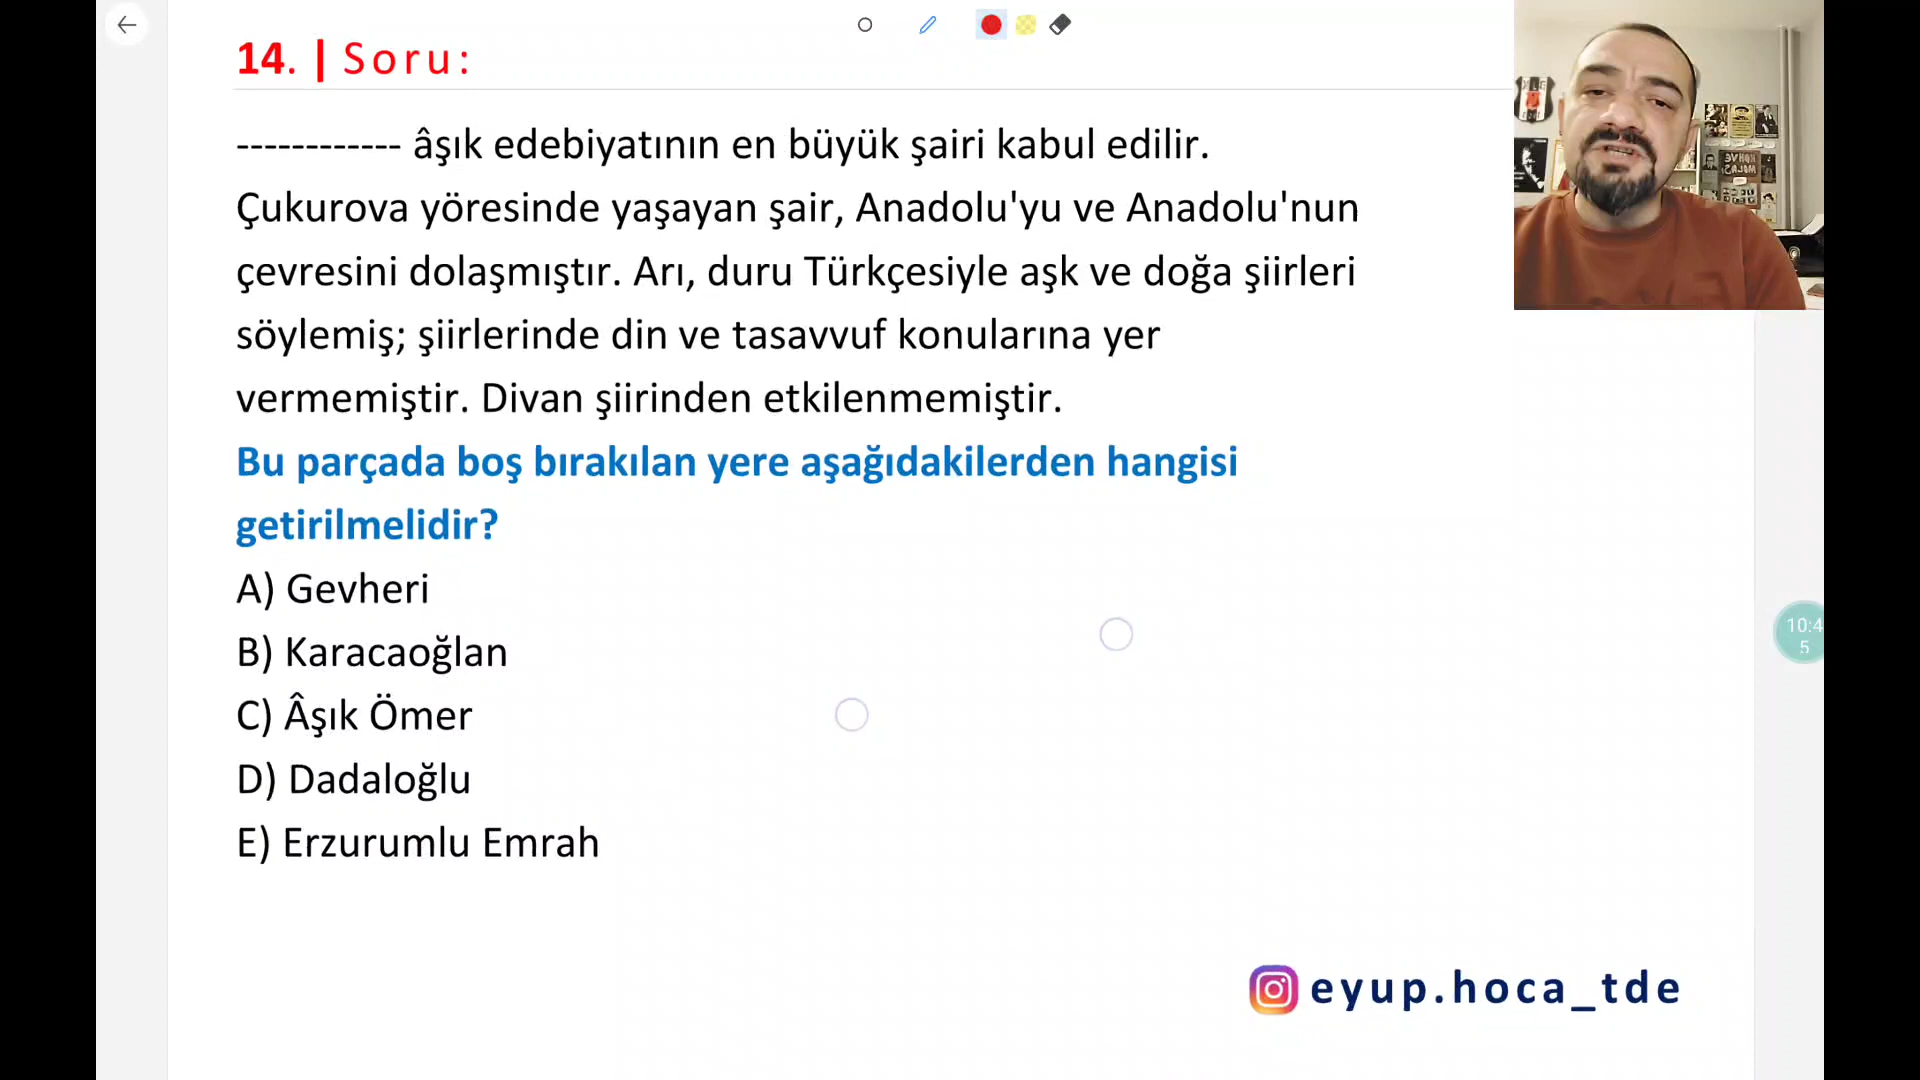 14. | Soru:
------------ âşık edebiyatının en büyük şairi kabul edilir.
Çukurova yöresinde yaşayan şair, Anadolu'yu ve Anadolu'nun
çevresini dolaşmıştır. Arı, duru Türkçesiyle aşk ve doğa şiirleri
söylemiş; şiirlerinde din ve tasavvuf konularına yer
vermemiştir. Divan şiirinden etkilenmemiştir.
Bu parçada boş bırakılan yere aşağıdakilerden hangisi
getirilmelidir?
A) Gevheri
B) Karacaoğlan
C) Âşık Ömer
D) Dadaloğlu
E) Erzurumlu Emrah
10:4
5
eyup.hoca_tde